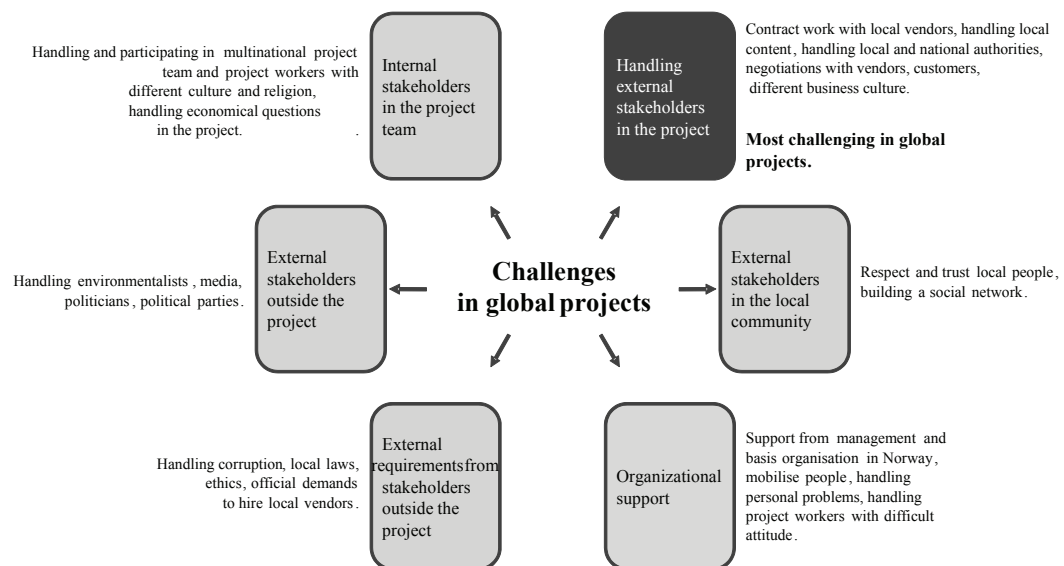 Handling and participating in multinational project
team and project workers with
different culture and religion,
handling economical questions
in the project. .
Internal
stakeholders
in the project
team
Handling
external
stakeholders
in the project
Contract work with local vendors, handling local
content, handling local and national authorities,
negotiations with vendors, customers,
different business culture.
Most challenging in global
projects.
Handling environmentalists, media,
politicians, political parties.
External
stakeholders
outside the
project
Challenges
in global projects
External
stakeholders
in the local
community
Respect and trust local people,
building a social network.
Handling corruption, local laws,
ethics, official demands
to hire local vendors.
External
requirements from
stakeholders
outside the
project
Organizational
support
Support from management and
basis organisation in Norway,
mobilise people, handling
personal problems, handling
project workers with difficult
attitude.